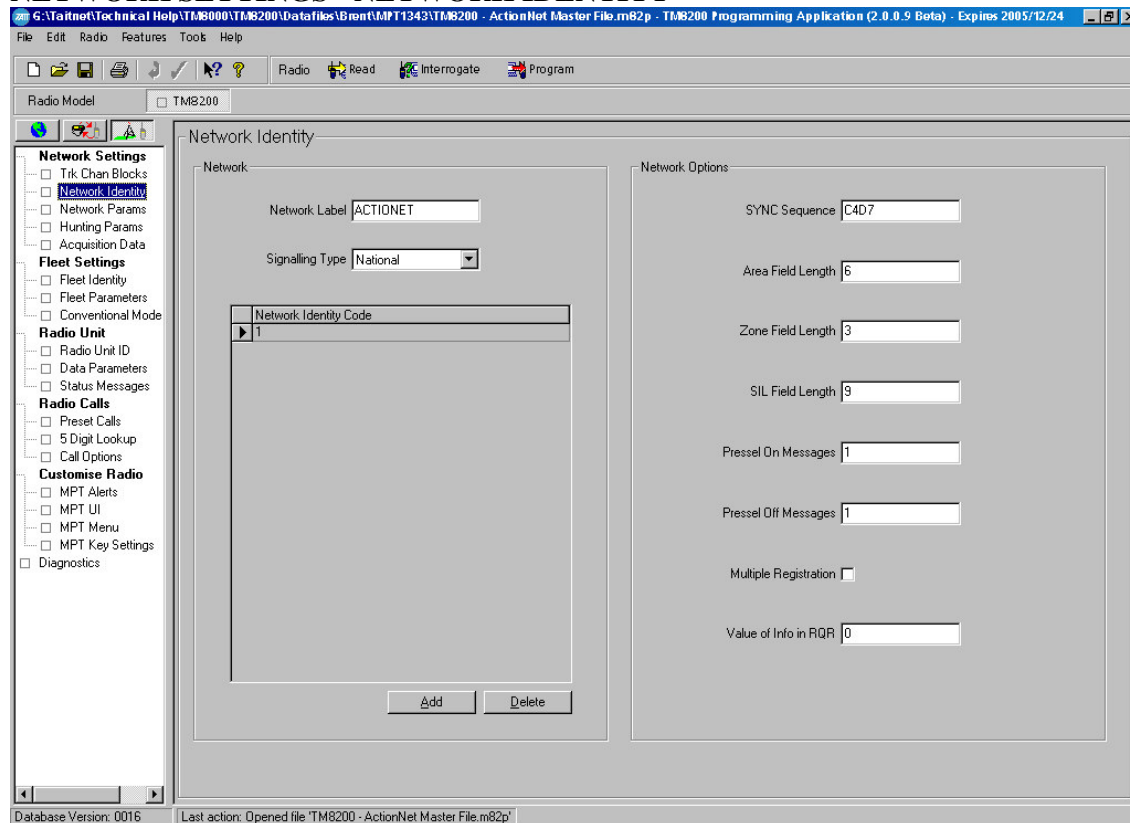 NETWORK SETTINGS - NETWORK IDENTITY
G:\Taitnet\Technical Help\TM8000\TM8200\Datafiles\Brent\MPT1343\TM8200 - ActionNet Master File.m82p - TM8200 Programming Application (2.0.0.9 Beta) - Expires 2005/12/24
File Edit Radio Features Tools Help
Radio Read Interrogate Program
Radio Model TM8200
Network Settings
Trk Chan Blocks
Network Identity
Network Params
Hunting Params
Acquisition Data
Fleet Settings
Fleet Identity
Fleet Parameters
Conventional Mode
Radio Unit
Radio Unit ID
Data Parameters
Status Messages
Radio Calls
Preset Calls
5 Digit Lookup
Call Options
Customise Radio
MPT Alerts
MPT UI
MPT Menu
MPT Key Settings
Diagnostics
Network Identity
Network
Network Label ACTIONET
Signalling Type National
Network Identity Code
1
Add Delete
Network Options
SYNC Sequence C4D7
Area Field Length 6
Zone Field Length 3
SIL Field Length 9
Pressel On Messages 1
Pressel Off Messages 1
Multiple Registration
Value of Info in RQR 0
Database Version: 0016 Last action: Opened file 'TM8200 - ActionNet Master File.m82p'